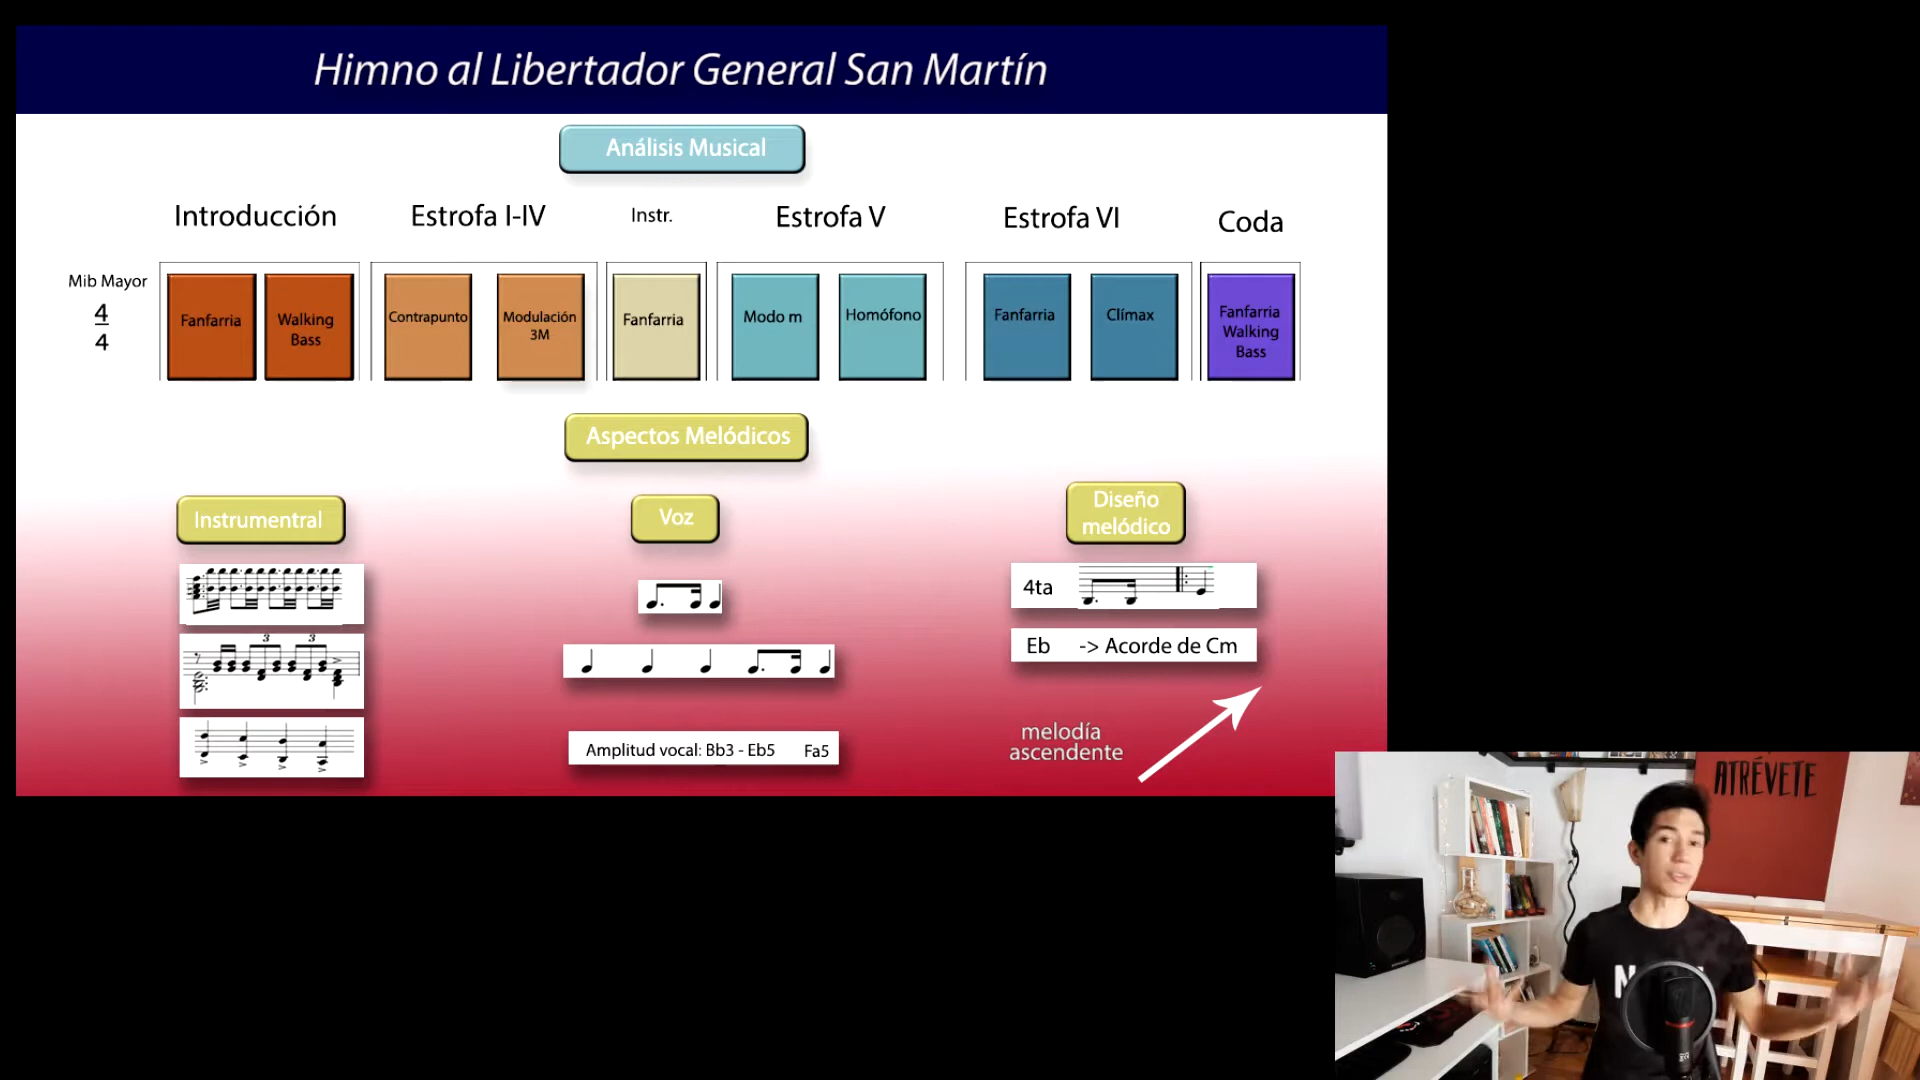 Himno al Libertador General San Martín
Análisis Musical
Introducción
Estrofa I-IV
Instr.
Estrofa V
Estrofa VI
Coda
Mib Mayor
4
4
Fanfarria
Walking
Bass
Contrapunto
Modulación
3M
Fanfarria
Modo m
Homófono
Fanfarria
Clímax
Fanfarria
Walking
Bass
Aspectos Melódicos
Instrumentral
Voz
Diseño
melódico
3 3
4ta
Eb -> Acorde de Cm
Amplitud vocal: Bb3 - Eb5 Fa5
melodía
ascendente
ATRÉVETE